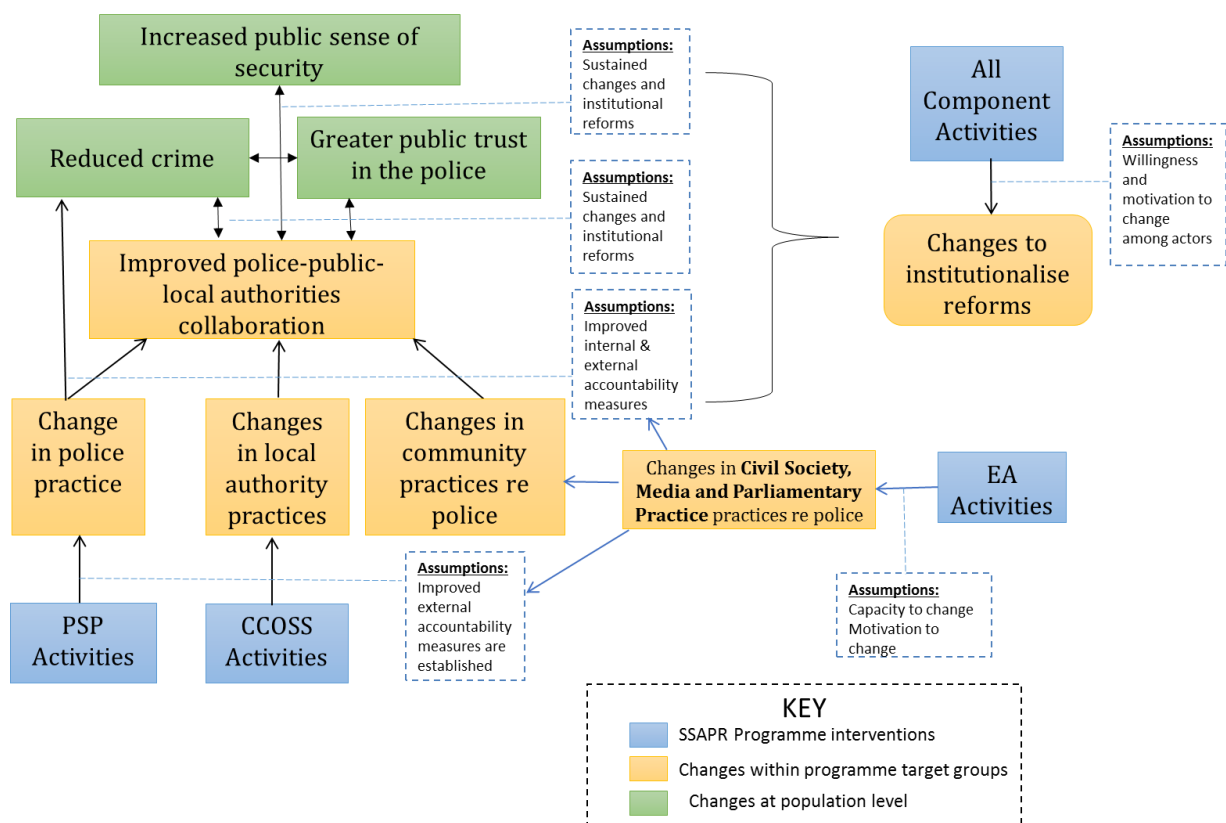 Increased public sense of
security
Assumptions:
Sustained
changes and
institutional
reforms
All
Component
Activities
Reduced crime
Greater public trust
in the police
Assumptions:
Willingness
and
motivation to
change
among actors
Assumptions:
Sustained
changes and
institutional
reforms
Changes to
institutionalise
reforms
Improved police-public-
local authorities
collaboration
Assumptions:
Improved
internal &
external
accountability
measures
Change
in police
practice
Changes
in local
authority
practices
Changes in
community
practices re
police
Changes in Civil Society,
Media and Parliamentary
Practice practices re police
EA
Activities
Assumptions:
Improved
external
accountability
measures are
established
Assumptions:
Capacity to change
Motivation to
change
PSP
Activities
CCOSS
Activities
KEY
SSAPR Programme interventions
Changes within programme target groups
Changes at population level